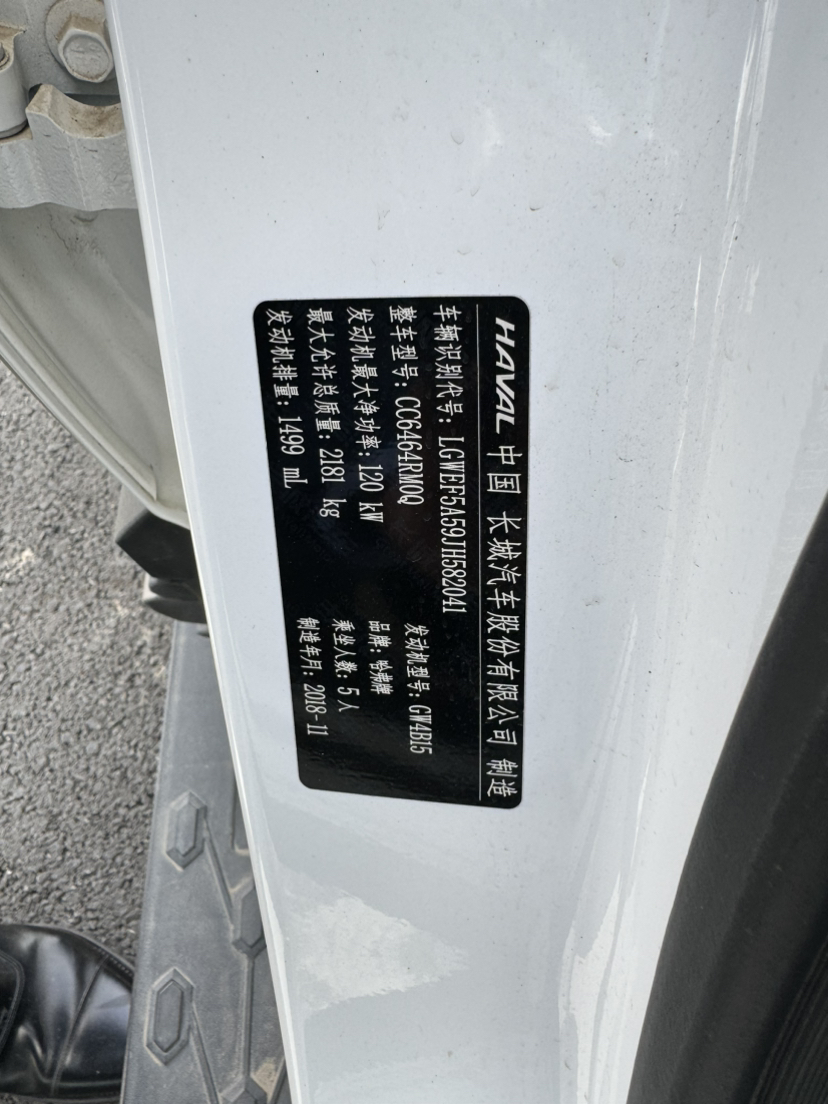 HAVAL 中国 长城汽车股份有限公司 制造
车辆识别代号：LGWEF5A59JH582041
整车型号：CC6464RM0Q 发动机型号：GW4B15
发动机最大净功率：120 kW 品牌：哈弗牌
最大允许总质量：2181 kg 乘坐人数：5 人
发动机排量：1499 mL 制造年月：2018-11